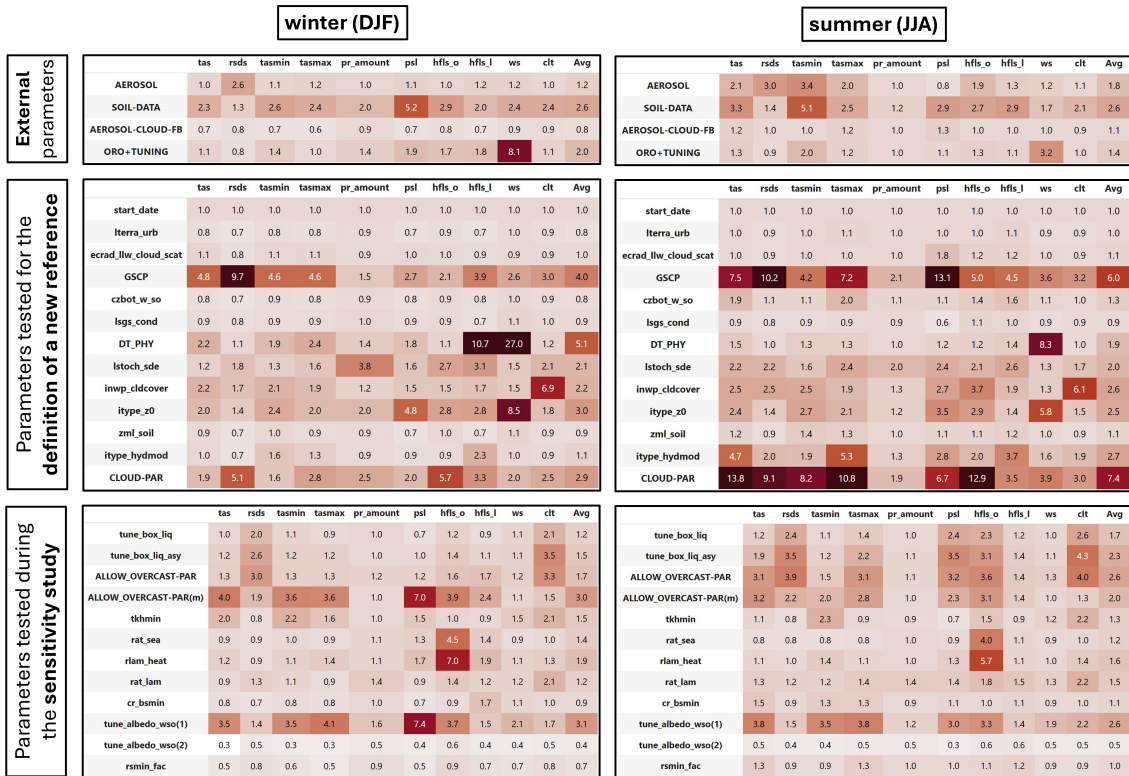 winter (DJF)
summer (JJA)
External
parameters
tas rsds tasmin tasmax pr_amount psl hfls_o hfls_l ws clt Avg
AEROSOL 1.0 2.6 1.1 1.2 1.0 1.1 1.0 1.2 1.0 1.0 1.2
SOIL-DATA 2.3 1.3 2.6 2.4 2.0 5.2 2.9 2.0 2.4 2.4 2.6
AEROSOL-CLOUD-FB 0.7 0.8 0.7 0.6 0.9 0.7 0.8 0.7 0.9 0.9 0.8
ORO+TUNING 1.1 0.8 1.4 1.0 1.4 1.9 1.7 1.8 8.1 1.1 2.0
tas rsds tasmin tasmax pr_amount psl hfls_o hfls_l ws clt Avg
AEROSOL 2.1 3.0 3.4 2.0 1.0 0.8 1.9 1.3 1.2 1.1 1.8
SOIL-DATA 3.3 1.4 5.1 2.5 1.2 2.9 2.7 2.9 1.7 2.1 2.6
AEROSOL-CLOUD-FB 1.2 1.0 1.0 1.2 1.0 1.3 1.0 1.0 1.0 0.9 1.1
ORO+TUNING 1.3 0.9 2.0 1.2 1.0 1.1 1.3 1.1 3.2 1.0 1.4
Parameters tested for the
definition of a new reference
tas rsds tasmin tasmax pr_amount psl hfls_o hfls_l ws clt Avg
start_date 1.0 1.0 1.0 1.0 1.0 1.0 1.0 1.0 1.0 1.0 1.0
lterra_urb 0.8 0.7 0.8 0.8 0.9 0.7 0.9 0.7 0.9 0.9 0.8
ecrad_llw_cloud_scat 1.1 0.8 1.1 1.1 0.9 1.0 1.0 0.9 0.9 0.9 1.0
GSCP 4.8 9.7 4.6 4.6 1.5 2.7 2.1 3.9 2.6 3.0 4.0
czbot_w_so 0.8 0.7 0.9 0.8 0.9 0.8 0.9 0.8 1.0 0.9 0.8
lsgs_cond 0.9 0.8 0.9 0.9 1.0 0.9 0.9 0.7 1.1 1.0 0.9
DT_PHY 2.2 1.1 1.9 2.4 1.4 1.8 1.1 10.7 27.0 1.2 5.1
lstoch_sde 1.2 1.8 1.3 1.6 3.8 1.6 2.7 3.1 1.5 2.1 2.1
inwp_cldcover 2.2 1.7 2.1 1.9 1.2 1.5 1.5 1.7 1.5 6.9 2.2
itype_z0 2.0 1.4 2.4 2.0 2.0 4.8 2.8 2.8 8.5 1.8 3.0
zml_soil 0.9 0.7 1.0 0.9 0.9 0.7 1.0 0.7 1.1 0.9 0.9
itype_hydmod 1.0 0.7 1.6 1.3 0.9 0.9 0.9 2.3 1.0 0.9 1.1
CLOUD-PAR 1.9 5.1 1.6 2.8 2.5 2.0 5.7 3.3 2.0 2.5 2.9
tas rsds tasmin tasmax pr_amount psl hfls_o hfls_l ws clt Avg
start_date 1.0 1.0 1.0 1.0 1.0 1.0 1.0 1.0 1.0 1.0 1.0
lterra_urb 1.0 0.9 1.0 1.1 1.0 1.0 1.0 1.1 0.9 0.9 1.0
ecrad_llw_cloud_scat 1.0 0.9 1.0 1.0 1.0 1.8 1.2 1.2 1.0 1.0 1.1
GSCP 7.5 10.2 4.2 7.2 2.1 13.1 5.0 4.5 3.6 3.2 6.0
czbot_w_so 1.9 1.1 1.1 2.0 1.1 1.1 1.4 1.6 1.1 1.0 1.3
lsgs_cond 0.9 0.8 0.9 0.9 0.9 0.6 1.1 1.0 0.9 0.9 0.9
DT_PHY 1.5 1.0 1.3 1.3 1.0 1.2 1.2 1.4 8.3 1.0 1.9
lstoch_sde 2.2 2.2 1.6 2.4 2.0 2.4 2.1 2.6 1.3 1.7 2.0
inwp_cldcover 2.5 2.5 2.5 1.9 1.3 2.7 3.7 1.9 1.3 6.1 2.6
itype_z0 2.4 1.4 2.7 2.1 1.2 3.5 2.9 1.4 5.8 1.5 2.5
zml_soil 1.2 0.9 1.4 1.3 1.0 1.1 1.1 1.2 1.0 0.9 1.1
itype_hydmod 4.7 2.0 1.9 5.3 1.3 2.8 2.0 3.7 1.6 1.9 2.7
CLOUD-PAR 13.8 9.1 8.2 10.8 1.9 6.7 12.9 3.5 3.9 3.0 7.4
Parameters tested during
the sensitivity study
tas rsds tasmin tasmax pr_amount psl hfls_o hfls_l ws clt Avg
tune_box_liq 1.0 2.0 1.1 0.9 1.0 0.7 1.2 0.9 1.1 2.1 1.2
tune_box_liq_asy 1.2 2.6 1.2 1.2 1.0 1.0 1.4 1.1 1.1 3.5 1.5
ALLOW_OVERCAST-PAR 1.3 3.0 1.3 1.3 1.2 1.2 1.6 1.7 1.2 3.3 1.7
ALLOW_OVERCAST-PAR(m) 4.0 1.9 3.6 3.6 1.0 7.0 3.9 2.4 1.1 1.5 3.0
tkhmin 2.0 0.8 2.2 1.6 1.0 1.5 1.0 0.9 1.5 2.1 1.5
rat_sea 0.9 0.9 1.0 0.9 1.1 1.3 4.5 1.4 0.9 1.0 1.4
rlam_heat 1.2 0.9 1.1 1.4 1.1 1.7 7.0 1.9 1.1 1.3 1.9
rat_lam 0.9 1.3 1.1 0.9 1.4 0.9 1.4 1.2 1.2 2.1 1.2
cr_bsmin 0.8 0.7 0.8 0.8 0.9 0.7 0.8 1.7 1.1 1.0 0.9
tune_albedo_wso(1) 3.5 1.4 3.5 4.1 1.6 7.4 3.7 1.5 2.1 1.7 3.1
tune_albedo_wso(2) 0.3 0.5 0.3 0.3 0.5 0.4 0.6 0.4 0.4 0.5 0.4
rsmin_fac 0.5 0.8 0.6 0.5 0.9 0.4 0.5 0.9 0.7 0.8 0.7
tas rsds tasmin tasmax pr_amount psl hfls_o hfls_l ws clt Avg
tune_box_liq 1.2 2.4 1.1 1.4 1.0 2.4 2.3 1.2 1.0 2.6 1.7
tune_box_liq_asy 1.9 3.5 1.2 2.2 1.1 3.5 3.1 1.4 1.2 4.3 2.3
ALLOW_OVERCAST-PAR 3.1 3.9 1.5 3.1 1.2 3.2 3.6 1.4 1.3 4.0 2.6
ALLOW_OVERCAST-PAR(m) 3.2 2.2 2.0 2.8 1.0 2.3 3.1 1.4 1.0 1.3 2.0
tkhmin 1.1 0.8 2.3 0.9 0.9 0.7 1.5 0.9 1.2 2.2 1.3
rat_sea 0.8 0.8 0.8 0.8 1.0 0.9 4.0 1.1 0.9 1.0 1.2
rlam_heat 1.1 1.0 1.4 1.1 1.0 1.3 5.7 1.1 1.0 1.4 1.6
rat_lam 1.3 1.2 1.2 1.4 1.4 1.4 1.8 1.5 1.3 2.2 1.5
cr_bsmin 1.5 0.9 1.3 1.3 0.9 1.1 1.0 1.1 0.9 0.9 1.1
tune_albedo_wso(1) 3.8 1.5 3.5 3.8 1.2 3.0 3.3 1.4 1.9 2.2 2.6
tune_albedo_wso(2) 0.5 0.4 0.5 0.5 0.4 0.3 0.6 0.6 0.5 0.5 0.5
rsmin_fac 1.3 0.9 0.9 1.3 1.0 1.0 1.1 1.2 0.9 0.9 1.0